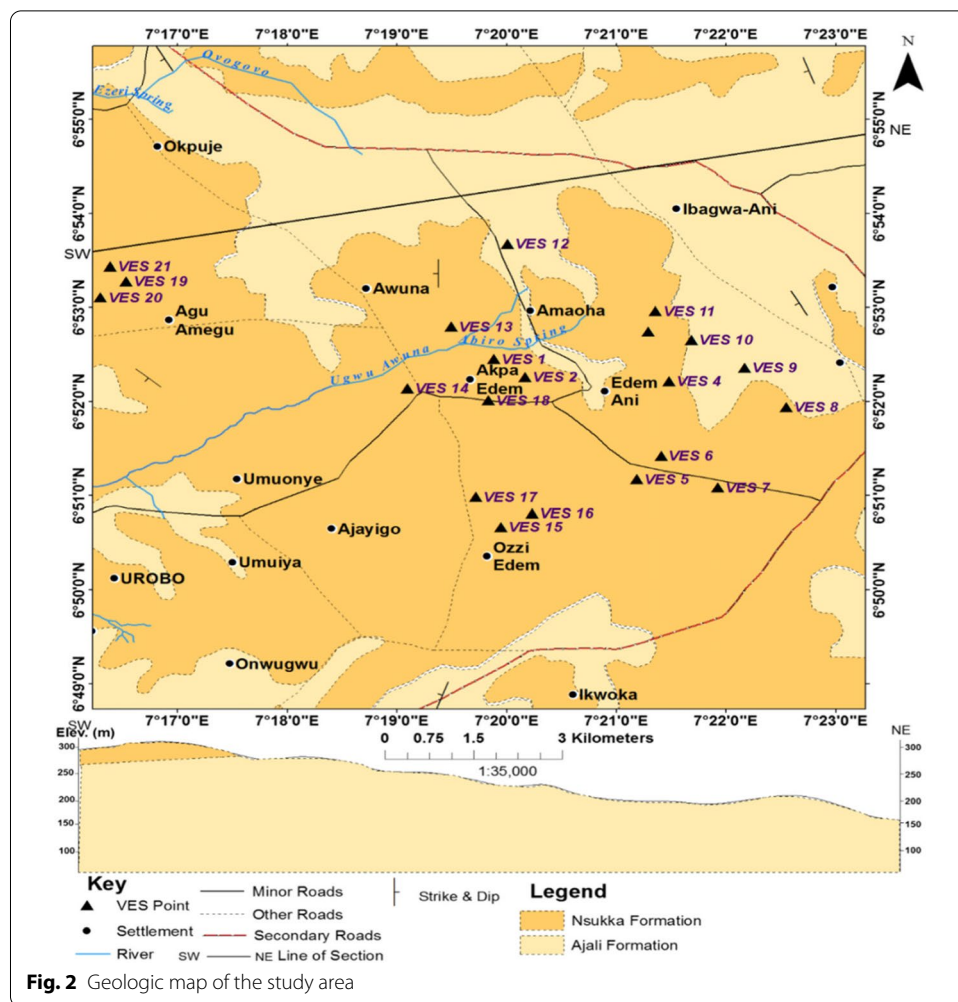 7°17'0"E 7°18'0"E 7°19'0"E 7°20'0"E 7°21'0"E 7°22'0"E 7°23'0"E
N
Ovogovo
Ezeri Spring
6°55'0"N 6°55'0"N
NE
Okpuje
6°54'0"N 6°54'0"N
Ibagwa-Ani
SW
VES 12
VES 21
VES 19
VES 20
Awuna
6°53'0"N 6°53'0"N
Agu
Amegu
Amaoha
VES 11
VES 13
Abiro Spring
VES 10
Ugwu Awuna
VES 1
VES 9
Akpa
Edem
VES 2
VES 4
VES 14
Edem
Ani
VES 18
VES 8
6°52'0"N 6°52'0"N
VES 6
VES 5
VES 7
Umuonye
6°51'0"N 6°51'0"N
VES 17
VES 16
VES 15
Ajayigo
Ozzi
Edem
Umuiya
UROBO
6°50'0"N 6°50'0"N
Onwugwu
6°49'0"N 6°49'0"N
Ikwoka
7°17'0"E 7°18'0"E 7°19'0"E 7°20'0"E 7°21'0"E 7°22'0"E 7°23'0"E
SW NE
Elev. (m)
0 0.75 1.5 3 Kilometers
1:35,000
300 300
250 250
200 200
150 150
100 100
Key
VES Point
Settlement
River
Minor Roads
Other Roads
Secondary Roads
SW NE Line of Section
Strike & Dip
Legend
Nsukka Formation
Ajali Formation
Fig. 2 Geologic map of the study area